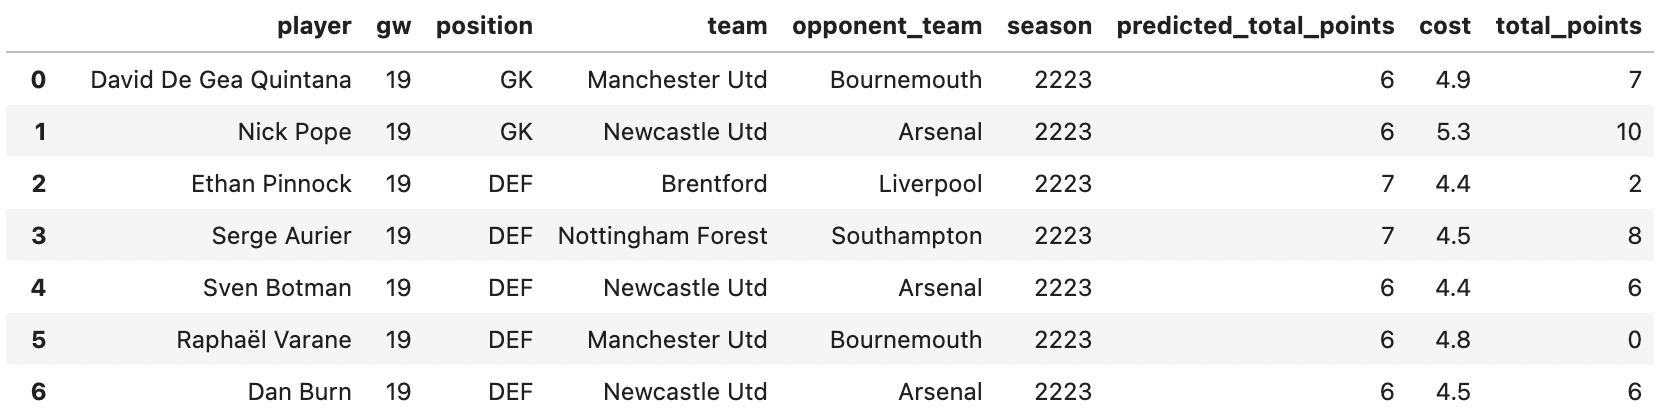 player gw position team opponent_team season predicted_total_points cost total_points
0 David De Gea Quintana 19 GK Manchester Utd Bournemouth 2223 6 4.9 7
1 Nick Pope 19 GK Newcastle Utd Arsenal 2223 6 5.3 10
2 Ethan Pinnock 19 DEF Brentford Liverpool 2223 7 4.4 2
3 Serge Aurier 19 DEF Nottingham Forest Southampton 2223 7 4.5 8
4 Sven Botman 19 DEF Newcastle Utd Arsenal 2223 6 4.4 6
5 Raphaël Varane 19 DEF Manchester Utd Bournemouth 2223 6 4.8 0
6 Dan Burn 19 DEF Newcastle Utd Arsenal 2223 6 4.5 6